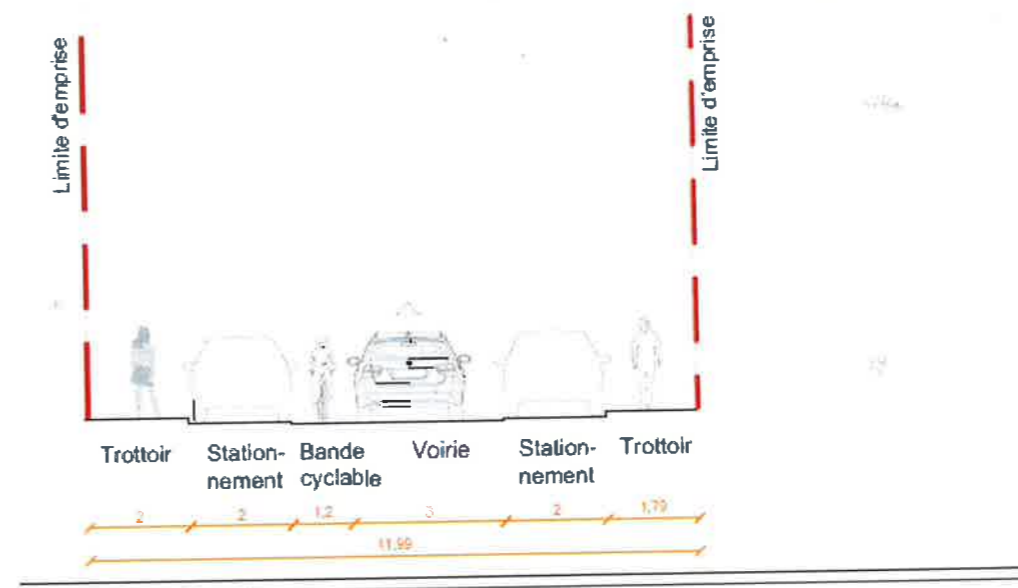 Limite d'emprise
Limite d'emprise
Trottoir
Station-
nement
Bande
cyclable
Voirie
Station-
nement
Trottoir
2
2
1,2
3
2
1,79
11,99